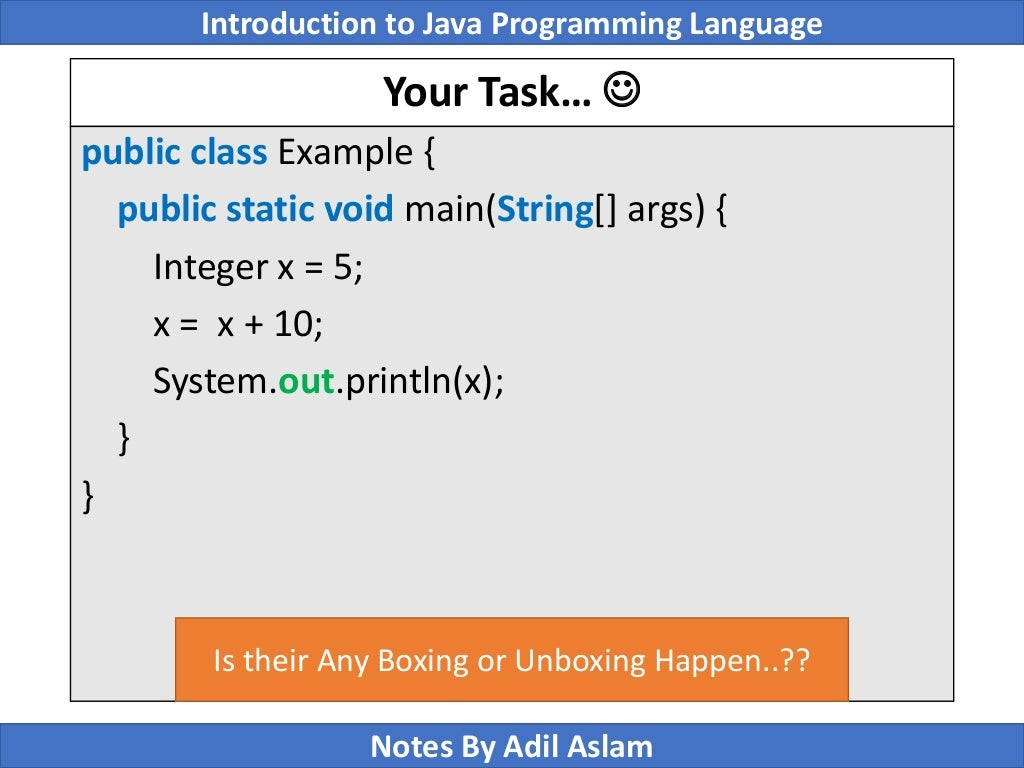 Introduction to Java Programming Language
Your Task… ☺
public class Example {
public static void main(String[] args) {
Integer x = 5;
x =  x + 10;
System.out.println(x);
}
}
Is their Any Boxing or Unboxing Happen..??
Notes By Adil Aslam